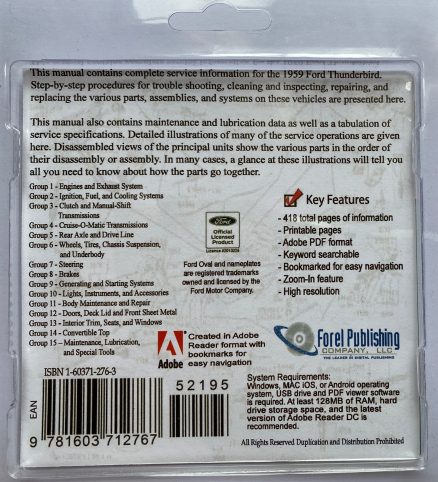 This manual contains complete service information for the 1959 Ford Thunderbird.
Step-by-step procedures for trouble shooting, cleaning and inspecting, repairing, and
replacing the various parts, assemblies, and systems on these vehicles are presented here.
This manual also contains maintenance and lubrication data as well as a tabulation of
service specifications. Detailed illustrations of many of the service operations are given
here. Disassembled views of the principal units show the various parts in the order of
their disassembly or assembly. In many cases, a glance at these illustrations will tell you
all you need to know about how the parts go together.
Group 1 - Engines and Exhaust System
Group 2 - Ignition, Fuel, and Cooling Systems
Group 3 - Clutch and Manual-Shift
Transmissions
Group 4 - Cruise-O-Matic Transmissions
Group 5 - Rear Axle and Drive Line
Group 6 - Wheels, Tires, Chassis Suspension,
and Underbody
Group 7 - Steering
Group 8 - Brakes
Group 9 - Generating and Starting Systems
Group 10 - Lights, Instruments, and Accessories
Group 11 - Body Maintenance and Repair
Group 12 - Doors, Deck Lid and Front Sheet Metal
Group 13 - Interior Trim, Seats, and Windows
Group 14 - Convertible Top
Group 15 – Maintenance, Lubrication,
and Special Tools
Ford
Official
Licensed
Product
Ford Oval and nameplates
are registered trademarks
owned and licensed by the
Ford Motor Company.
Key Features
- 418 total pages of information
- Printable pages
- Adobe PDF format
- Keyword searchable
- Bookmarked for easy navigation
- Zoom-In feature
- High resolution
Adobe
Created in Adobe
Reader format with
bookmarks for
easy navigation
Forel Publishing
COMPANY, LLC
THE LEADER IN DIGITAL PUBLISHING
ISBN 1-60371-276-3
52195
EAN
9 781603 712767
System Requirements:
Windows, MAC iOS, or Android operating
system, USB drive and PDF viewer software
is required. At least 128MB of RAM, hard
drive storage space, and the latest
version of Adobe Reader DC is
recommended.
All Rights Reserved Duplication and Distribution Prohibited